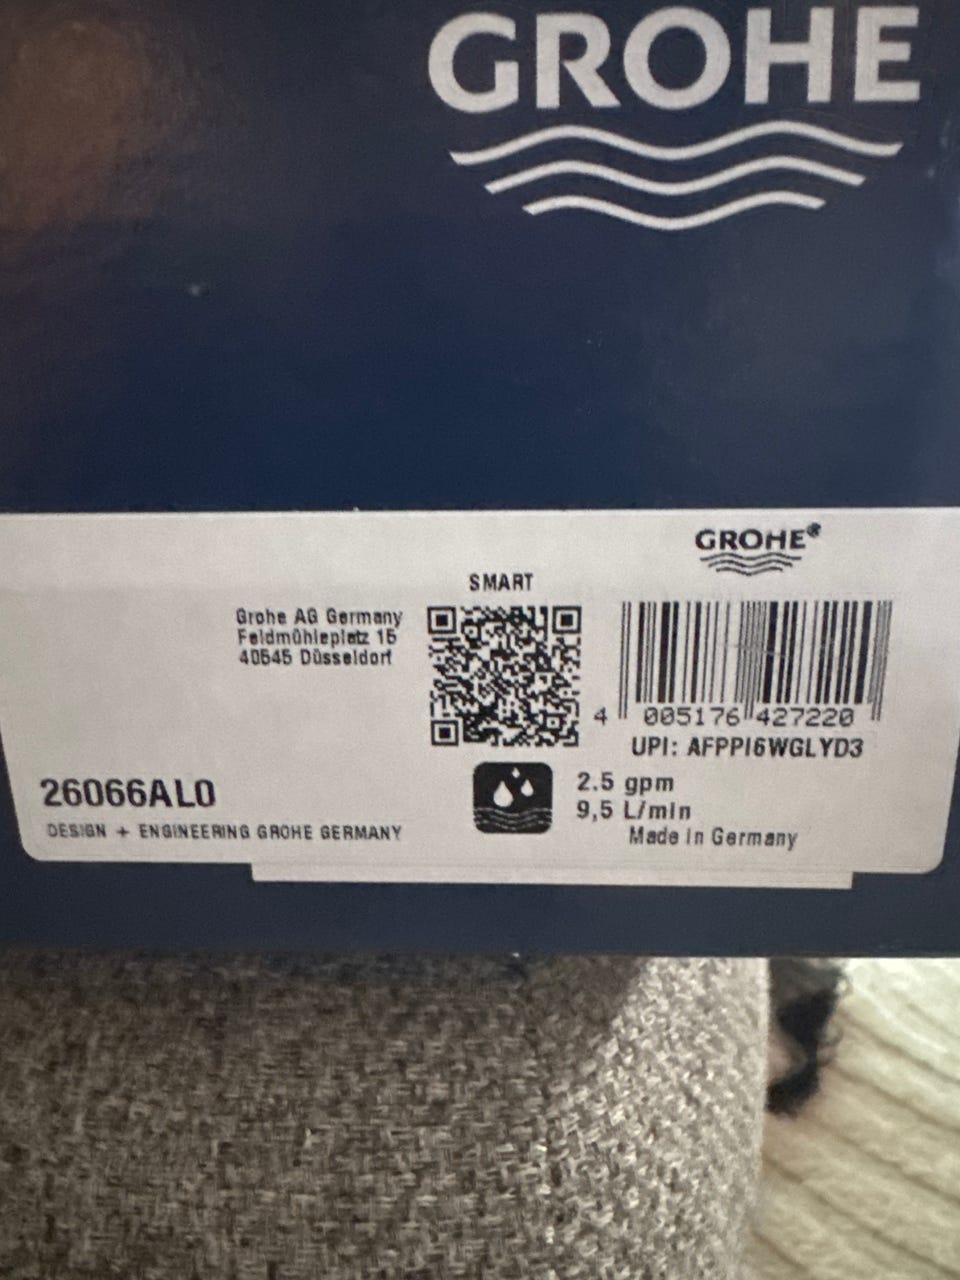 GROHE
GROHE®
SMART
Grohe AG Germany
Feldmühleplatz 15
40545 Düsseldorf
4 005176 427220
UPI: AFPPI6WGLYD3
26066AL0
2.5 gpm
9,5 L/min
DESIGN + ENGINEERING GROHE GERMANY
Made in Germany